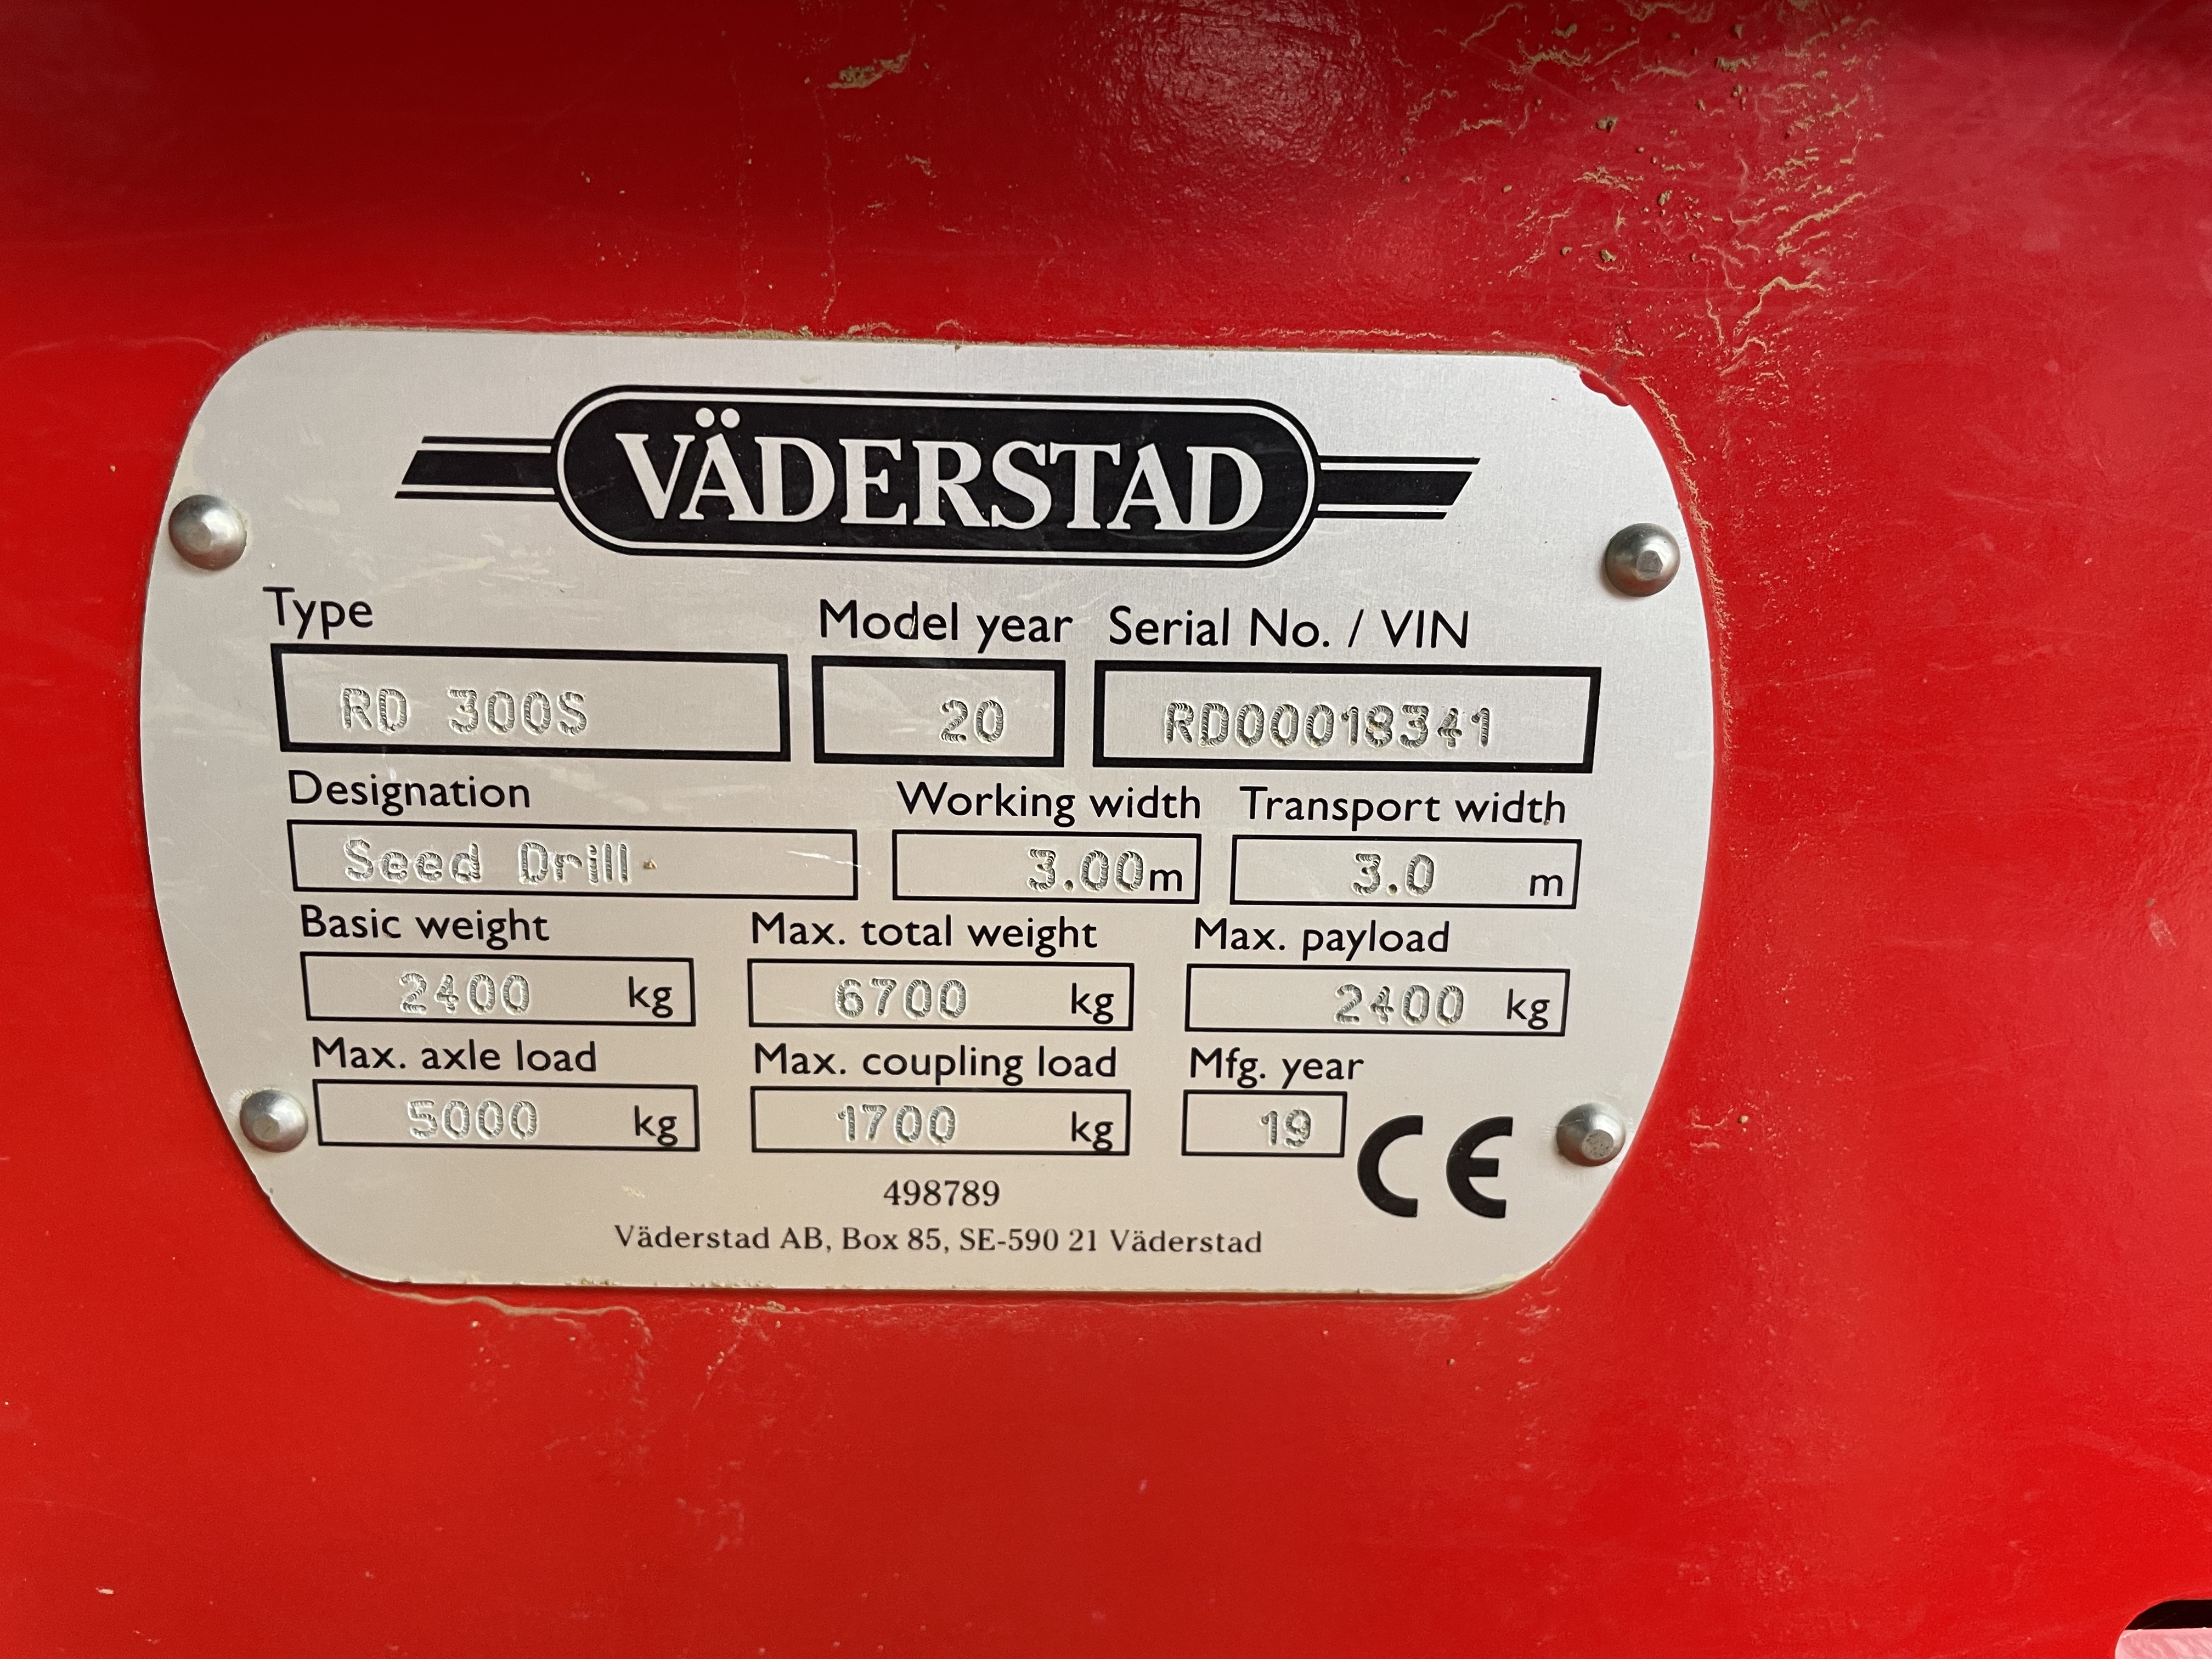 VÄDERSTAD
Type Model year Serial No. / VIN
RD 300S 20 RD00018341
Designation Working width Transport width
Seed Drill 3.00m 3.0 m
Basic weight Max. total weight Max. payload
2400 kg 6700 kg 2400 kg
Max. axle load Max. coupling load Mfg. year
5000 kg 1700 kg 19 CE
498789
Väderstad AB, Box 85, SE-590 21 Väderstad